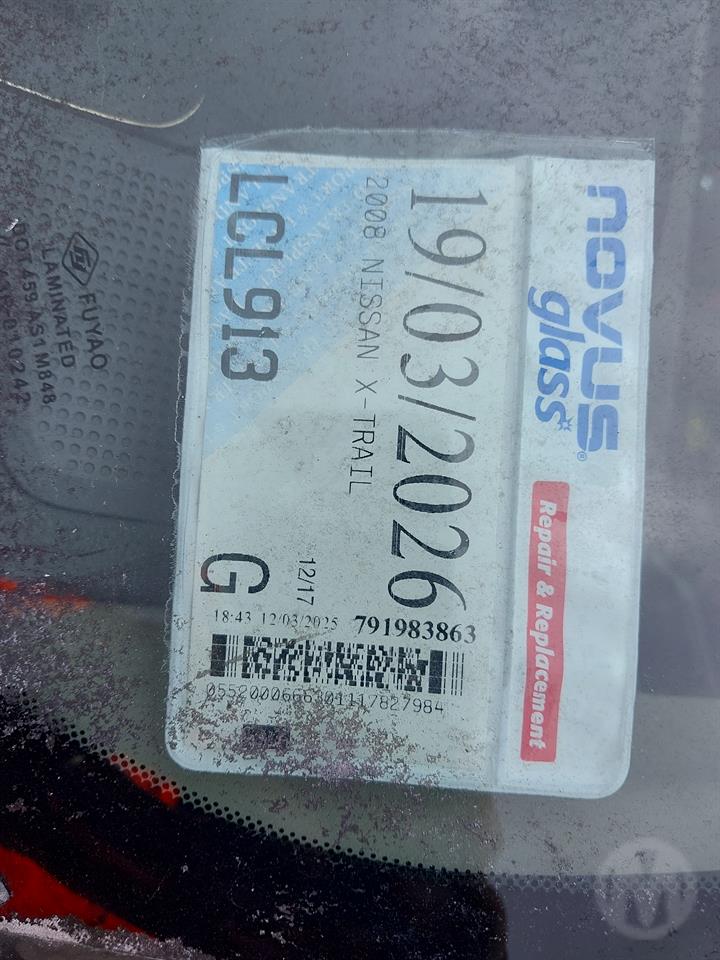 novus®
glass
Repair & Replacement
19/03/2026
2008 NISSAN X-TRAIL
LCL913
12/17
G
18:43 12/03/2025 791983863
FUYAO
LAMINATED
M